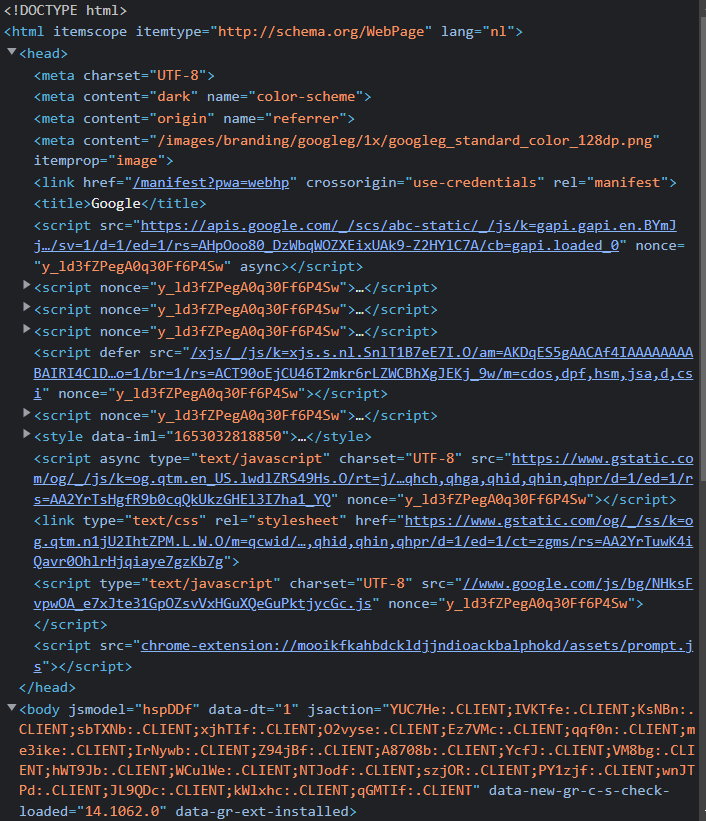 <!DOCTYPE html>
<html itemscope itemtype="http://schema.org/WebPage" lang="nl">
<head>
<meta charset="UTF-8">
<meta content="dark" name="color-scheme">
<meta content="origin" name="referrer">
<meta content="/images/branding/googleg/1x/googleg_standard_color_128dp.png"
itemprop="image">
<link href="/manifest?pwa=webhp" crossorigin="use-credentials" rel="manifest">
<title>Google</title>
<script src="https://apis.google.com/_/scs/abc-static/_/js/k=gapi.gapi.en.BYmJ
j…/sv=1/d=1/ed=1/rs=AHpOoo80_DzWbqWOZXEixUAk9-Z2HYlC7A/cb=gapi.loaded_0" nonce=
"y_ld3fZPegA0q30Ff6P4Sw" async></script>
<script nonce="y_ld3fZPegA0q30Ff6P4Sw">…</script>
<script nonce="y_ld3fZPegA0q30Ff6P4Sw">…</script>
<script nonce="y_ld3fZPegA0q30Ff6P4Sw">…</script>
<script defer src="/xjs/_/js/k=xjs.s.nl.SnlT1B7eE7I.O/am=AKDqES5gAACAf4IAAAAAAAA
BAIRI4ClD…o=1/br=1/rs=ACT90oEjCU46T2mkr6rLZWCBhXgJEKj_9w/m=cdos,dpf,hsm,jsa,d,cs
i" nonce="y_ld3fZPegA0q30Ff6P4Sw"></script>
<script nonce="y_ld3fZPegA0q30Ff6P4Sw">…</script>
<style data-iml="1653032818850">…</style>
<script async type="text/javascript" charset="UTF-8" src="https://www.gstatic.co
m/og/_/js/k=og.qtm.en_US.lwdlZRS49Hs.O/rt=j/…qhch,qhga,qhid,qhin,qhpr/d=1/ed=1/r
s=AA2YrTsHgfR9b0cqQkUkzGHEl3I7ha1_YQ" nonce="y_ld3fZPegA0q30Ff6P4Sw"></script>
<link type="text/css" rel="stylesheet" href="https://www.gstatic.com/og/_/ss/k=o
g.qtm.n1jU2IhtZPM.L.W.O/m=qcwid/…,qhid,qhin,qhpr/d=1/ed=1/ct=zgms/rs=AA2YrTuwK4i
Qavr0OhlrHjqiaye7gzKb7g">
<script type="text/javascript" charset="UTF-8" src="//www.google.com/js/bg/NHksF
vpwOA_e7xJte31GpOZsvVxHGuXQeGuPktjycGc.js" nonce="y_ld3fZPegA0q30Ff6P4Sw">
</script>
<script src="chrome-extension://mooikfkahbdckldjjndioackbalphokd/assets/prompt.j
s"></script>
</head>
<body jsmodel="hspDDf" data-dt="1" jsaction="YUC7He:.CLIENT;IVKTfe:.CLIENT;KsNBn:.
CLIENT;sbTXNb:.CLIENT;xjhTIf:.CLIENT;O2vyse:.CLIENT;Ez7VMc:.CLIENT;qqf0n:.CLIENT;m
e3ike:.CLIENT;IrNywb:.CLIENT;Z94jBf:.CLIENT;A8708b:.CLIENT;YcfJ:.CLIENT;VM8bg:.CLI
ENT;hWT9Jb:.CLIENT;WCulWe:.CLIENT;NTJodf:.CLIENT;szjOR:.CLIENT;PY1zjf:.CLIENT;wnJT
Pd:.CLIENT;JL9QDc:.CLIENT;kWlxhc:.CLIENT;qGMTIf:.CLIENT" data-new-gr-c-s-check-
loaded="14.1062.0" data-gr-ext-installed>